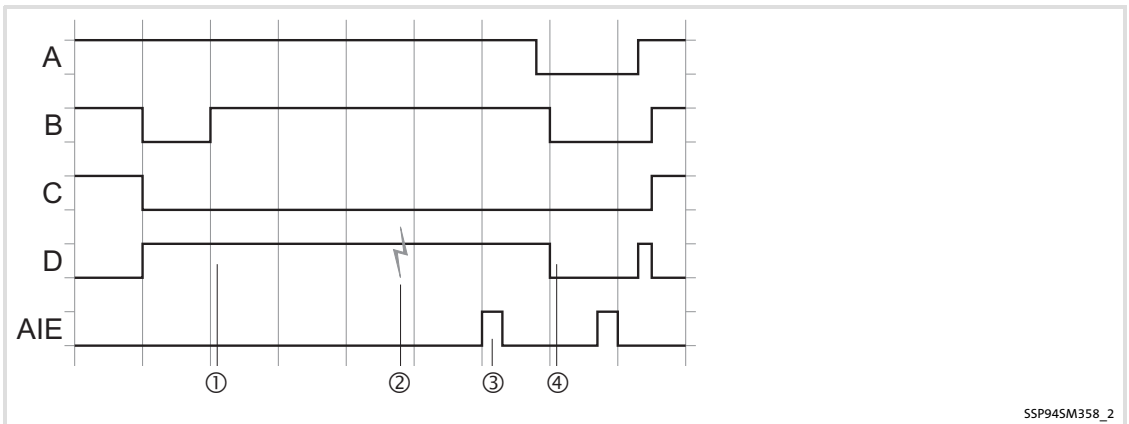 A
B
C
D
AIE
① ② ③ ④
SSP94SM358_2